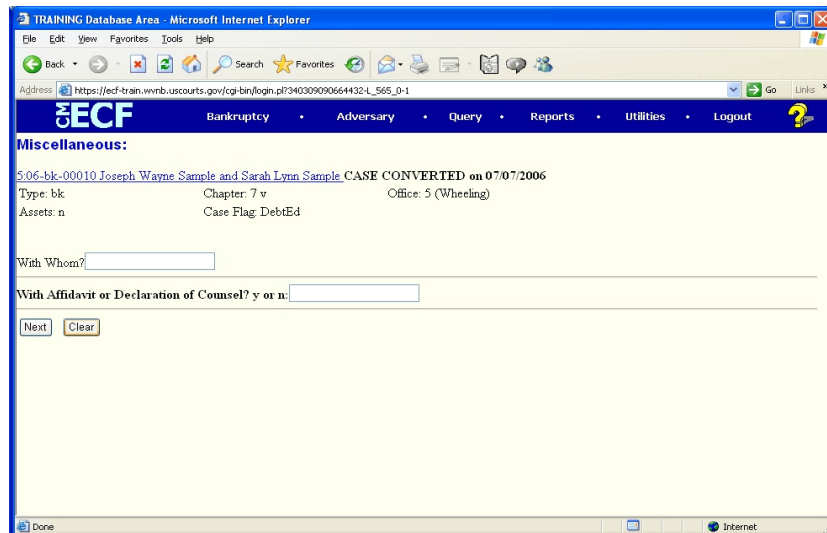 TRAINING Database Area - Microsoft Internet Explorer
File Edit View Favorites Tools Help
Back Search Favorites
Address https://ecf-train.wvnb.uscourts.gov/cgi-bin/login.pl?340309090664432-L_565_0-1 Go Links »
CM ECF Bankruptcy • Adversary • Query • Reports • Utilities • Logout ?
Miscellaneous:
5:06-bk-00010 Joseph Wayne Sample and Sarah Lynn Sample CASE CONVERTED on 07/07/2006
Type: bk Chapter: 7 v Office: 5 (Wheeling)
Assets: n Case Flag: DebtEd
With Whom?
With Affidavit or Declaration of Counsel? y or n:
Next Clear
Done Internet